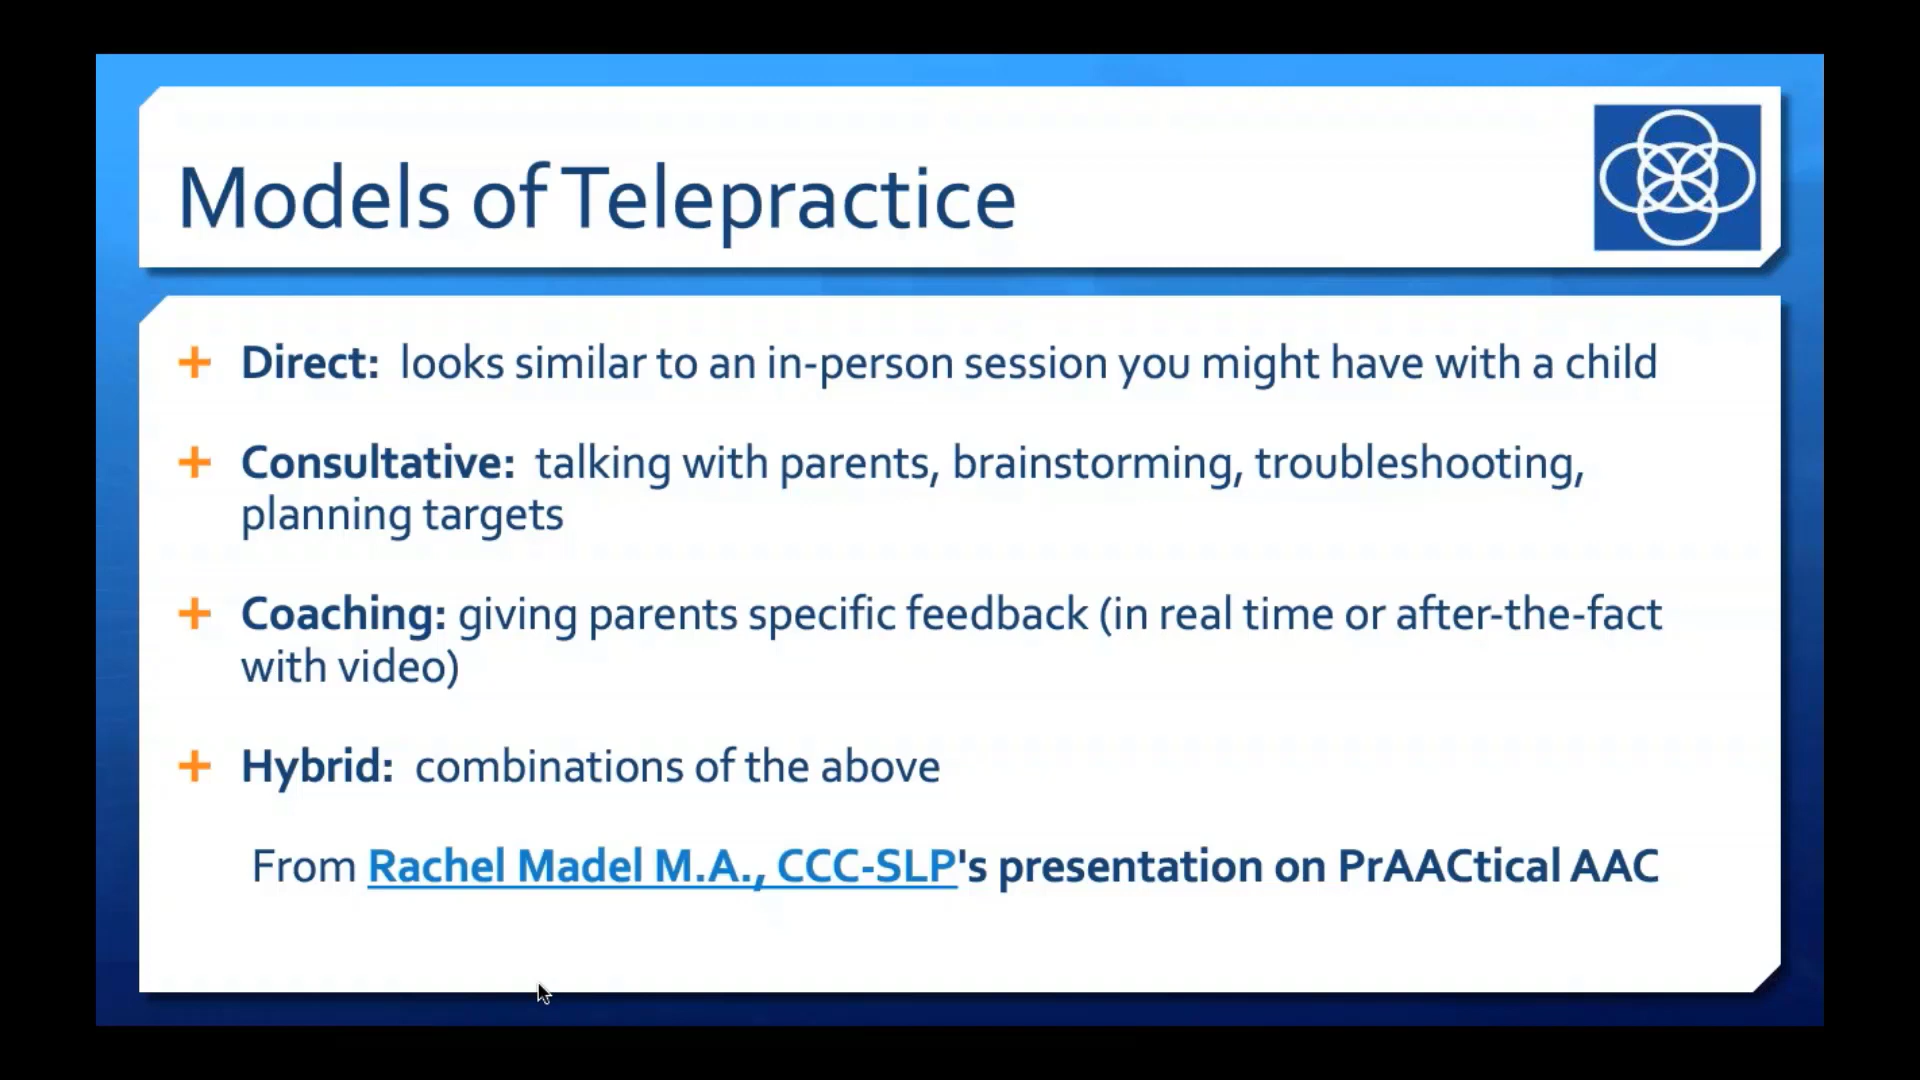 Models of Telepractice
+ Direct: looks similar to an in-person session you might have with a child
+ Consultative: talking with parents, brainstorming, troubleshooting,
planning targets
+ Coaching: giving parents specific feedback (in real time or after-the-fact
with video)
+ Hybrid: combinations of the above
From Rachel Madel M.A., CCC-SLP's presentation on PrAACtical AAC